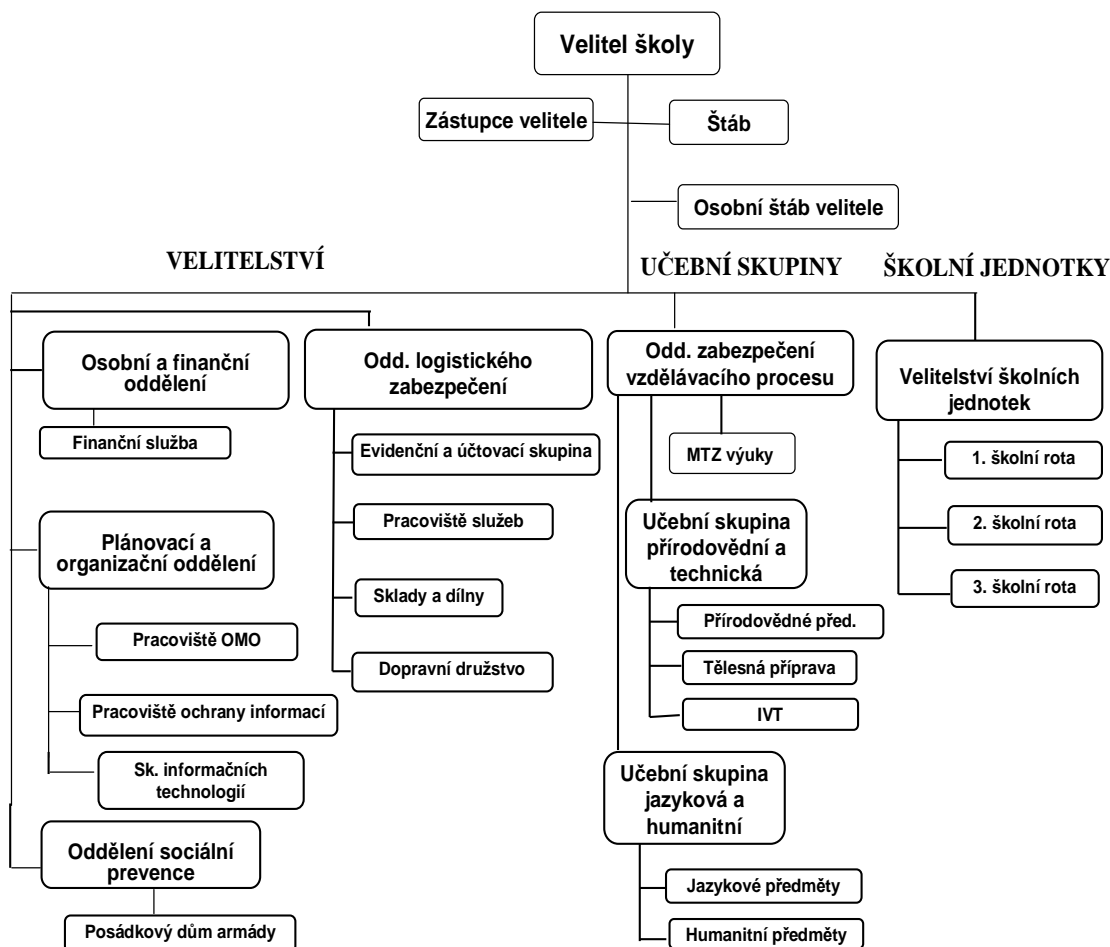 Velitel školy
Zástupce velitele
Štáb
Osobní štáb velitele
VELITELSTVÍ
UČEBNÍ SKUPINY
ŠKOLNÍ JEDNOTKY
Osobní a finanční
oddělení
Finanční služba
Plánovací a
organizační oddělení
Pracoviště OMO
Pracoviště ochrany informací
Sk. informačních
technologií
Oddělení sociální
prevence
Posádkový dům armády
Odd. logistického
zabezpečení
Evidenční a účtovací skupina
Pracoviště služeb
Sklady a dílny
Dopravní družstvo
Odd. zabezpečení
vzdělávacího procesu
MTZ výuky
Učební skupina
přírodovědní a
technická
Přírodovědné před.
Tělesná příprava
IVT
Učební skupina
jazyková a
humanitní
Jazykové předměty
Humanitní předměty
Velitelství školních
jednotek
1. školní rota
2. školní rota
3. školní rota